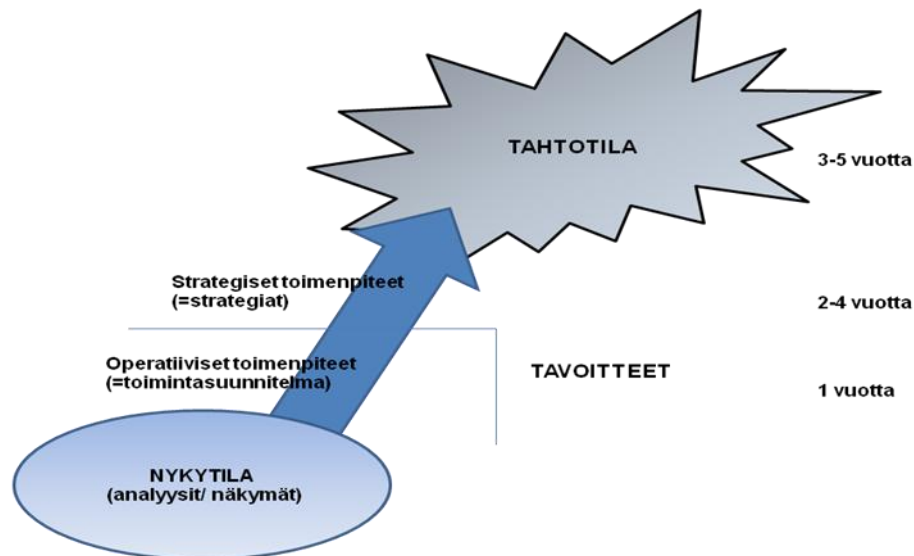 TAHTOTILA
3-5 vuotta
Strategiset toimenpiteet
(=strategiat)
2-4 vuotta
Operatiiviset toimenpiteet
(=toimintasuunnitelma)
TAVOITTEET
1 vuotta
NYKYTILA
(analyysit/ näkymät)